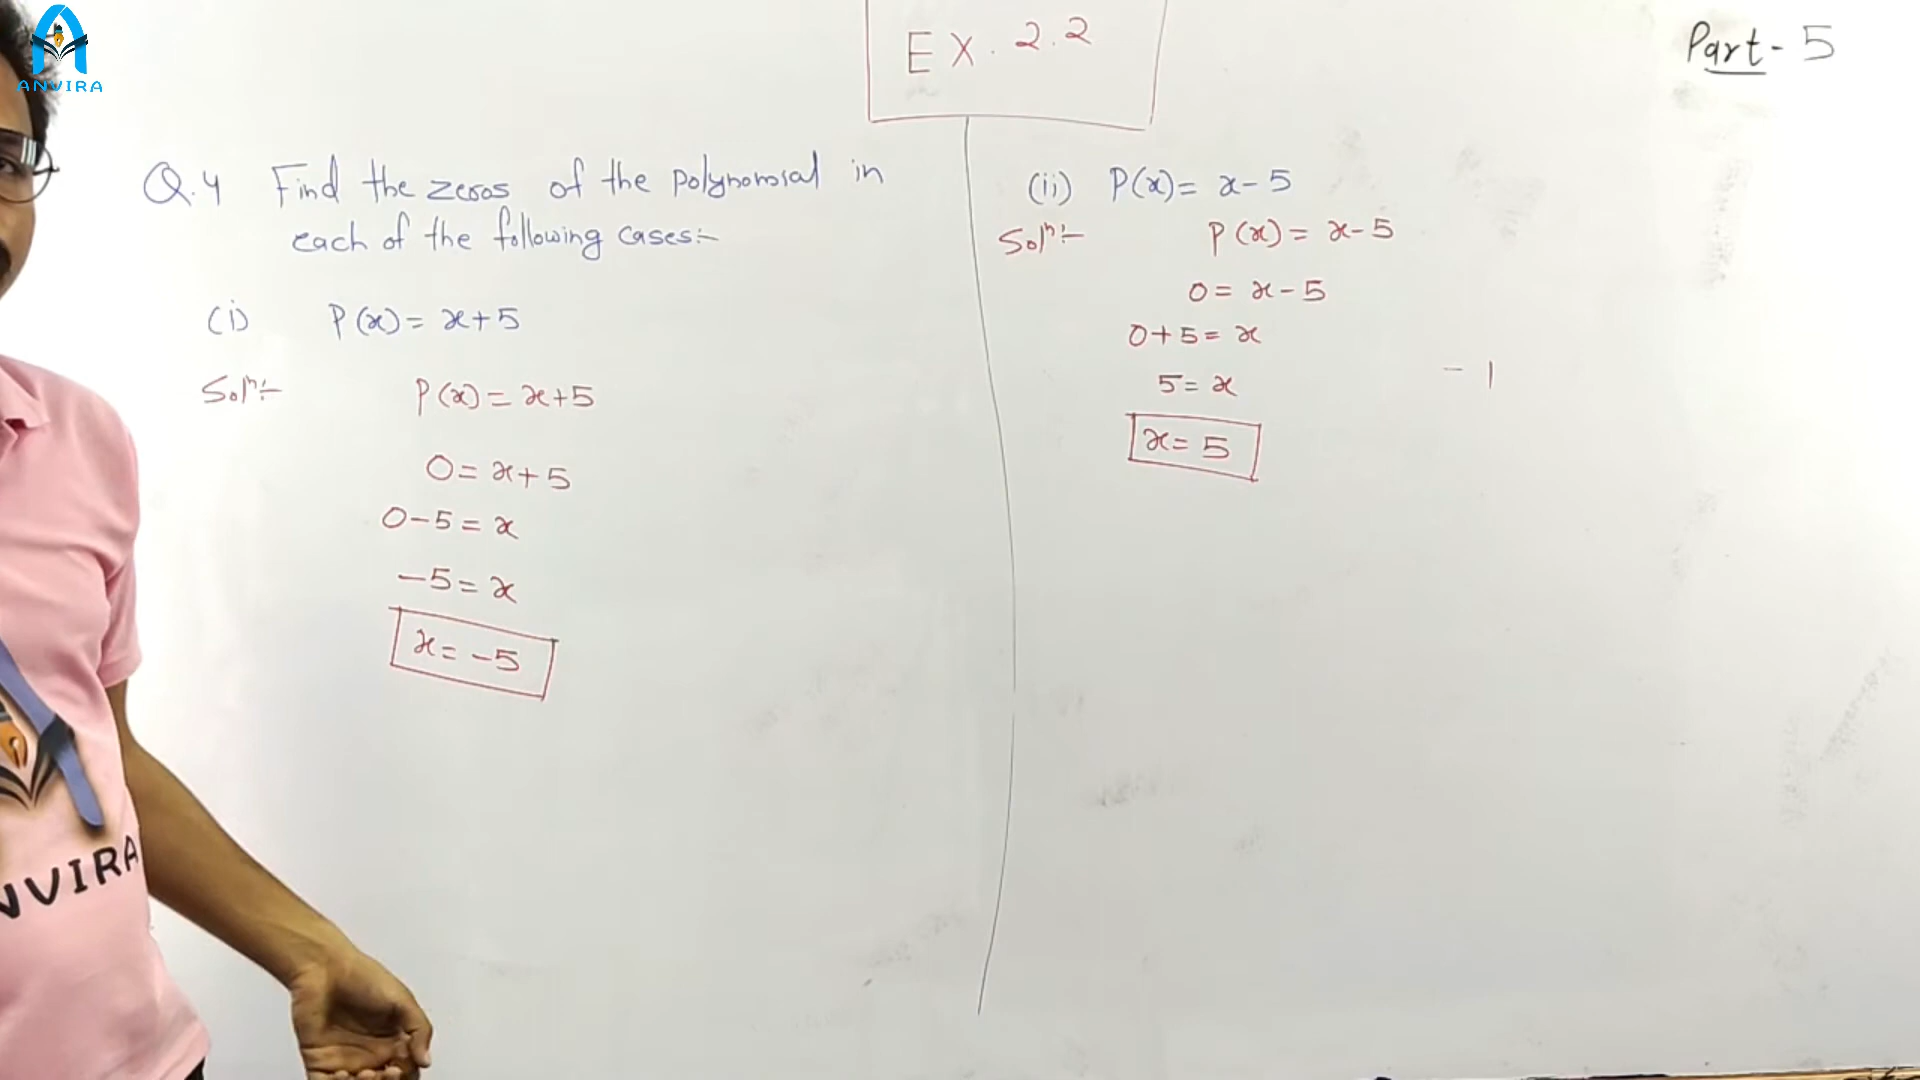 ANVIRA
EX. 2.2
Part - 5
Q.4 Find the zeros of the polynomial in
each of the following cases:-
(i) P(x) = x+5
Solⁿ:- P(x) = x+5
0 = x+5
0-5 = x
-5 = x
x = -5
(ii) P(x) = x-5
Solⁿ:- P(x) = x-5
0 = x-5
0+5 = x
5 = x
x = 5
- 1
NVIRA